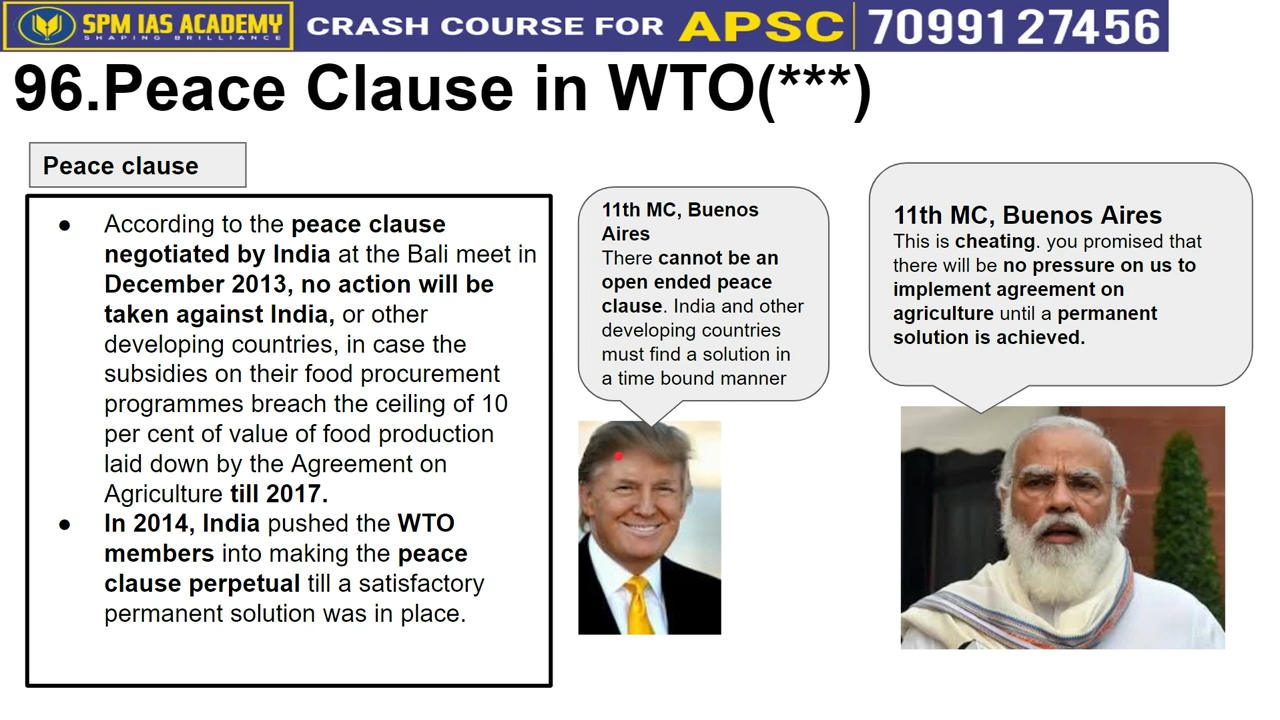 SPM IAS ACADEMY
SHAPING BRILLIANCE
CRASH COURSE FOR APSC 70991 27456
96.Peace Clause in WTO(***)
Peace clause
● According to the peace clause
negotiated by India at the Bali meet in
December 2013, no action will be
taken against India, or other
developing countries, in case the
subsidies on their food procurement
programmes breach the ceiling of 10
per cent of value of food production
laid down by the Agreement on
Agriculture till 2017.
● In 2014, India pushed the WTO
members into making the peace
clause perpetual till a satisfactory
permanent solution was in place.
11th MC, Buenos
Aires
There cannot be an
open ended peace
clause. India and other
developing countries
must find a solution in
a time bound manner
11th MC, Buenos Aires
This is cheating. you promised that
there will be no pressure on us to
implement agreement on
agriculture until a permanent
solution is achieved.